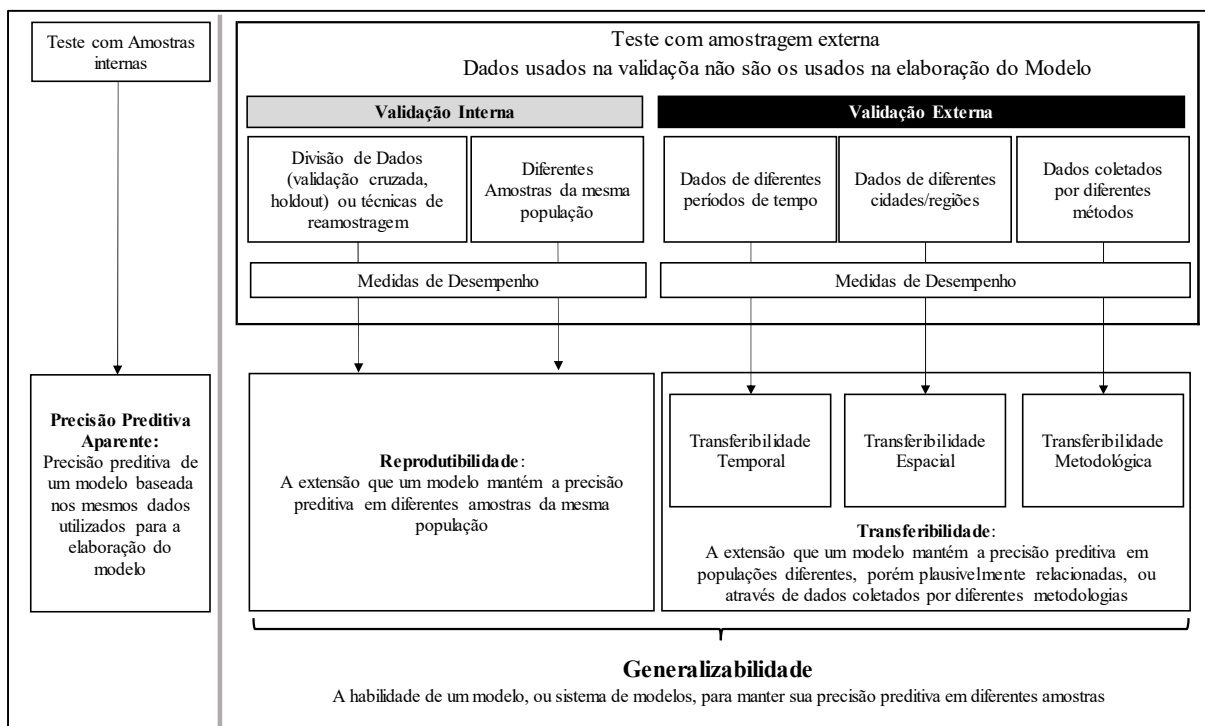 Teste com Amostras
internas
Teste com amostragem externa
Dados usados na validaçõa não são os usados na elaboração do Modelo
Validação Interna
Validação Externa
Divisão de Dados
(validação cruzada,
holdout) ou técnicas de
reamostragem
Diferentes
Amostras da mesma
população
Dados de diferentes
períodos de tempo
Dados de diferentes
cidades/regiões
Dados coletados
por diferentes
métodos
Medidas de Desempenho
Medidas de Desempenho
Precisão Preditiva
Aparente:
Precisão preditiva de
um modelo baseada
nos mesmos dados
utilizados para a
elaboração do
modelo
Reprodutibilidade:
A extensão que um modelo mantém a precisão
preditiva em diferentes amostras da mesma
população
Transferibilidade
Temporal
Transferibilidade
Espacial
Transferibilidade
Metodológica
Transferibilidade:
A extensão que um modelo mantém a precisão preditiva em
populações diferentes, porém plausivelmente relacionadas, ou
através de dados coletados por diferentes metodologias
Generalizabilidade
A habilidade de um modelo, ou sistema de modelos, para manter sua precisão preditiva em diferentes amostras